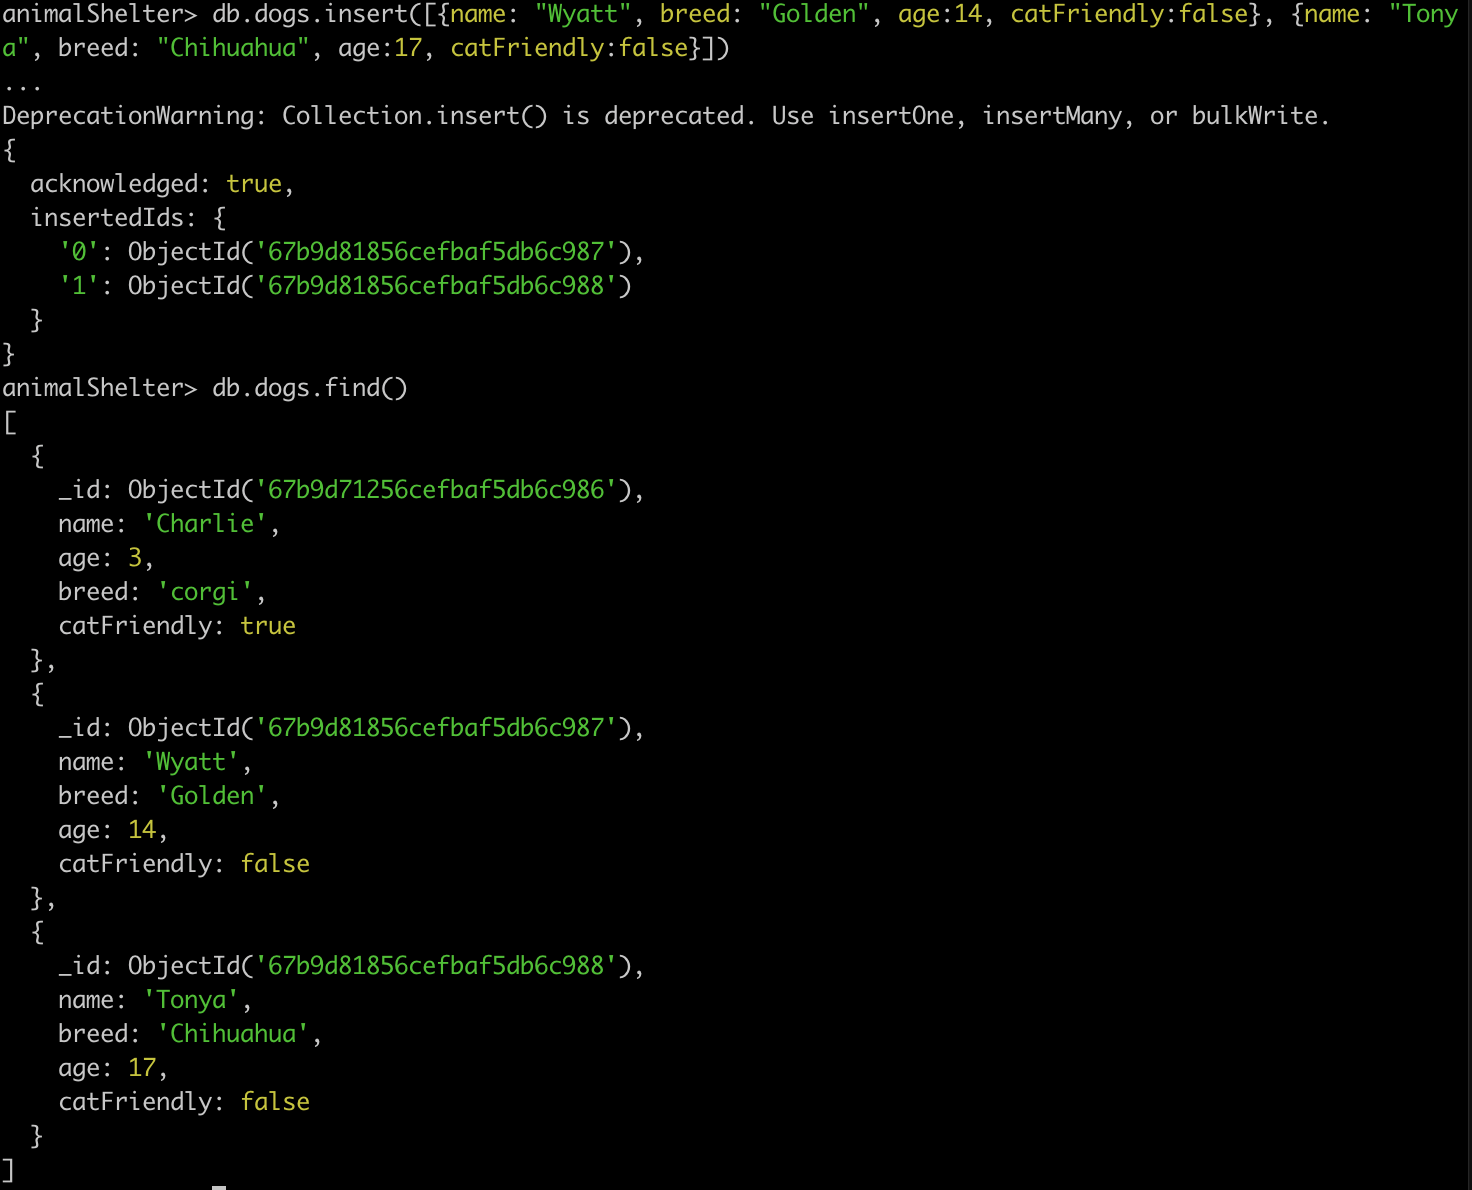 animalShelter> db.dogs.insert([{name: "Wyatt", breed: "Golden", age:14, catFriendly:false}, {name: "Tony
a", breed: "Chihuahua", age:17, catFriendly:false}])
...
DeprecationWarning: Collection.insert() is deprecated. Use insertOne, insertMany, or bulkWrite.
{
  acknowledged: true,
  insertedIds: {
    '0': ObjectId('67b9d81856cefbaf5db6c987'),
    '1': ObjectId('67b9d81856cefbaf5db6c988')
  }
}
animalShelter> db.dogs.find()
[
  {
    _id: ObjectId('67b9d71256cefbaf5db6c986'),
    name: 'Charlie',
    age: 3,
    breed: 'corgi',
    catFriendly: true
  },
  {
    _id: ObjectId('67b9d81856cefbaf5db6c987'),
    name: 'Wyatt',
    breed: 'Golden',
    age: 14,
    catFriendly: false
  },
  {
    _id: ObjectId('67b9d81856cefbaf5db6c988'),
    name: 'Tonya',
    breed: 'Chihuahua',
    age: 17,
    catFriendly: false
  }
]